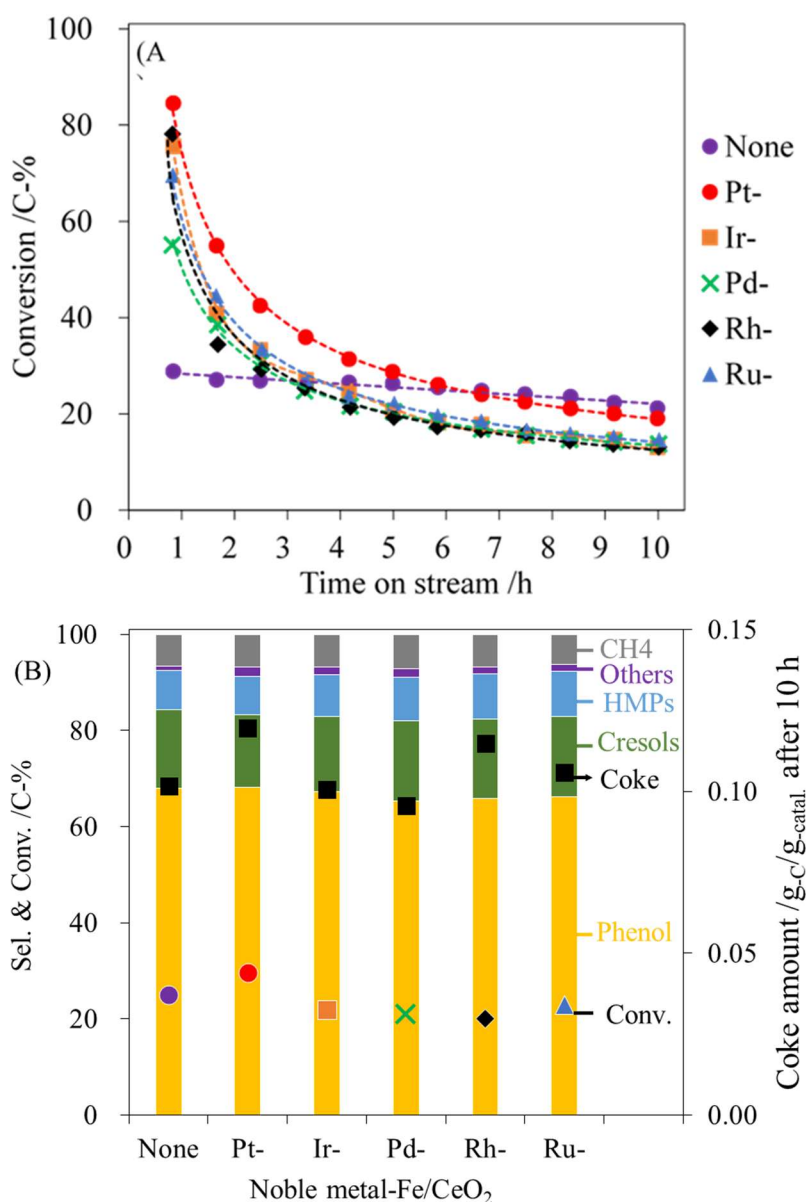 (A
100
80
60
40
20
0
Conversion /C-%
0 1 2 3 4 5 6 7 8 9 10
Time on stream /h
None
Pt-
Ir-
Pd-
Rh-
Ru-
(B)
100
80
60
40
20
0
Sel. & Conv. /C-%
CH4
Others
HMPs
Cresols
Coke
Phenol
Conv.
0.15
0.10
0.05
0.00
Coke amount /g-C/g-catal. after 10 h
None Pt- Ir- Pd- Rh- Ru-
Noble metal-Fe/CeO2